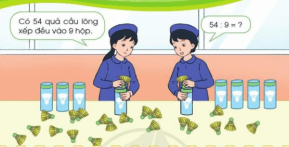 Có 54 quả cầu lông
xếp đều vào 9 hộp.
54 : 9 = ?